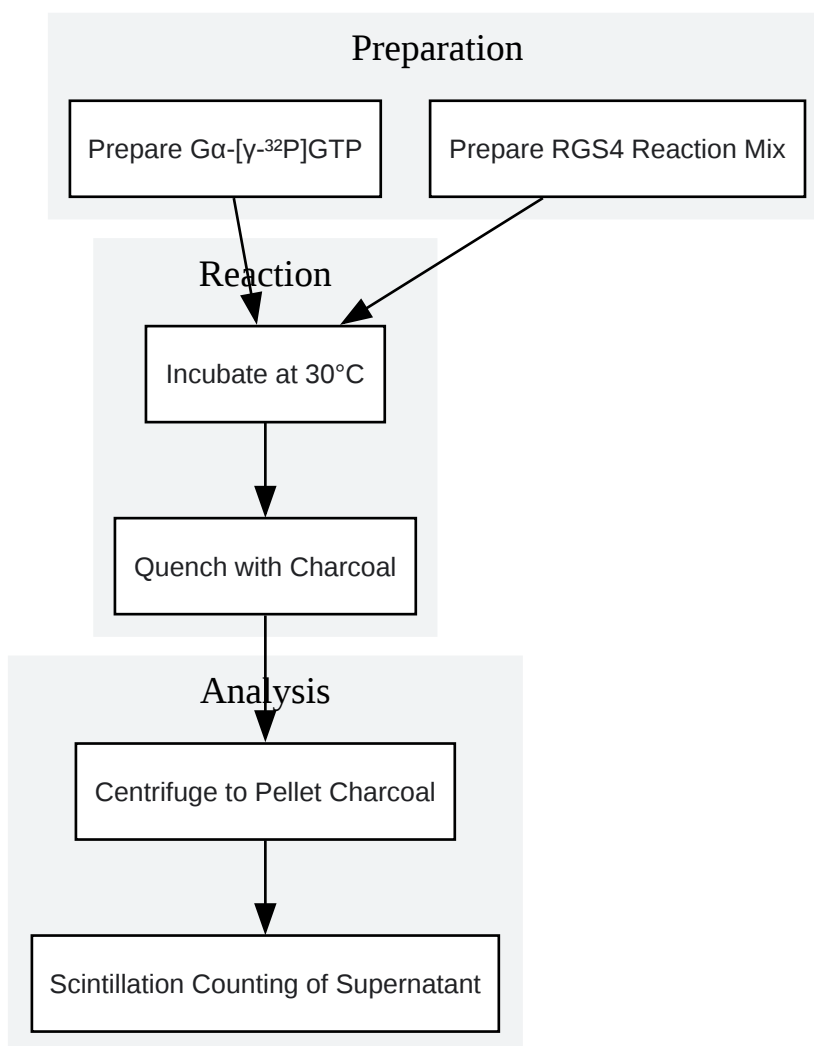 Preparation
Prepare Gα-[γ-³²P]GTP
Prepare RGS4 Reaction Mix
Reaction
Incubate at 30°C
Quench with Charcoal
Analysis
Centrifuge to Pellet Charcoal
Scintillation Counting of Supernatant